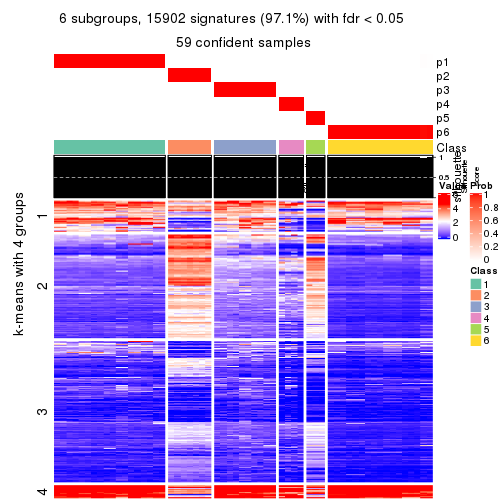 6 subgroups, 15902 signatures (97.1%) with fdr < 0.05
59 confident samples
p1
p2
p3
p4
p5
p6
Class
1
0.5
silhouette
score
k-means with 4 groups
1
2
3
4
Value
4
2
0
Prob
1
0.8
0.6
0.4
0.2
0
Class
1
2
3
4
5
6